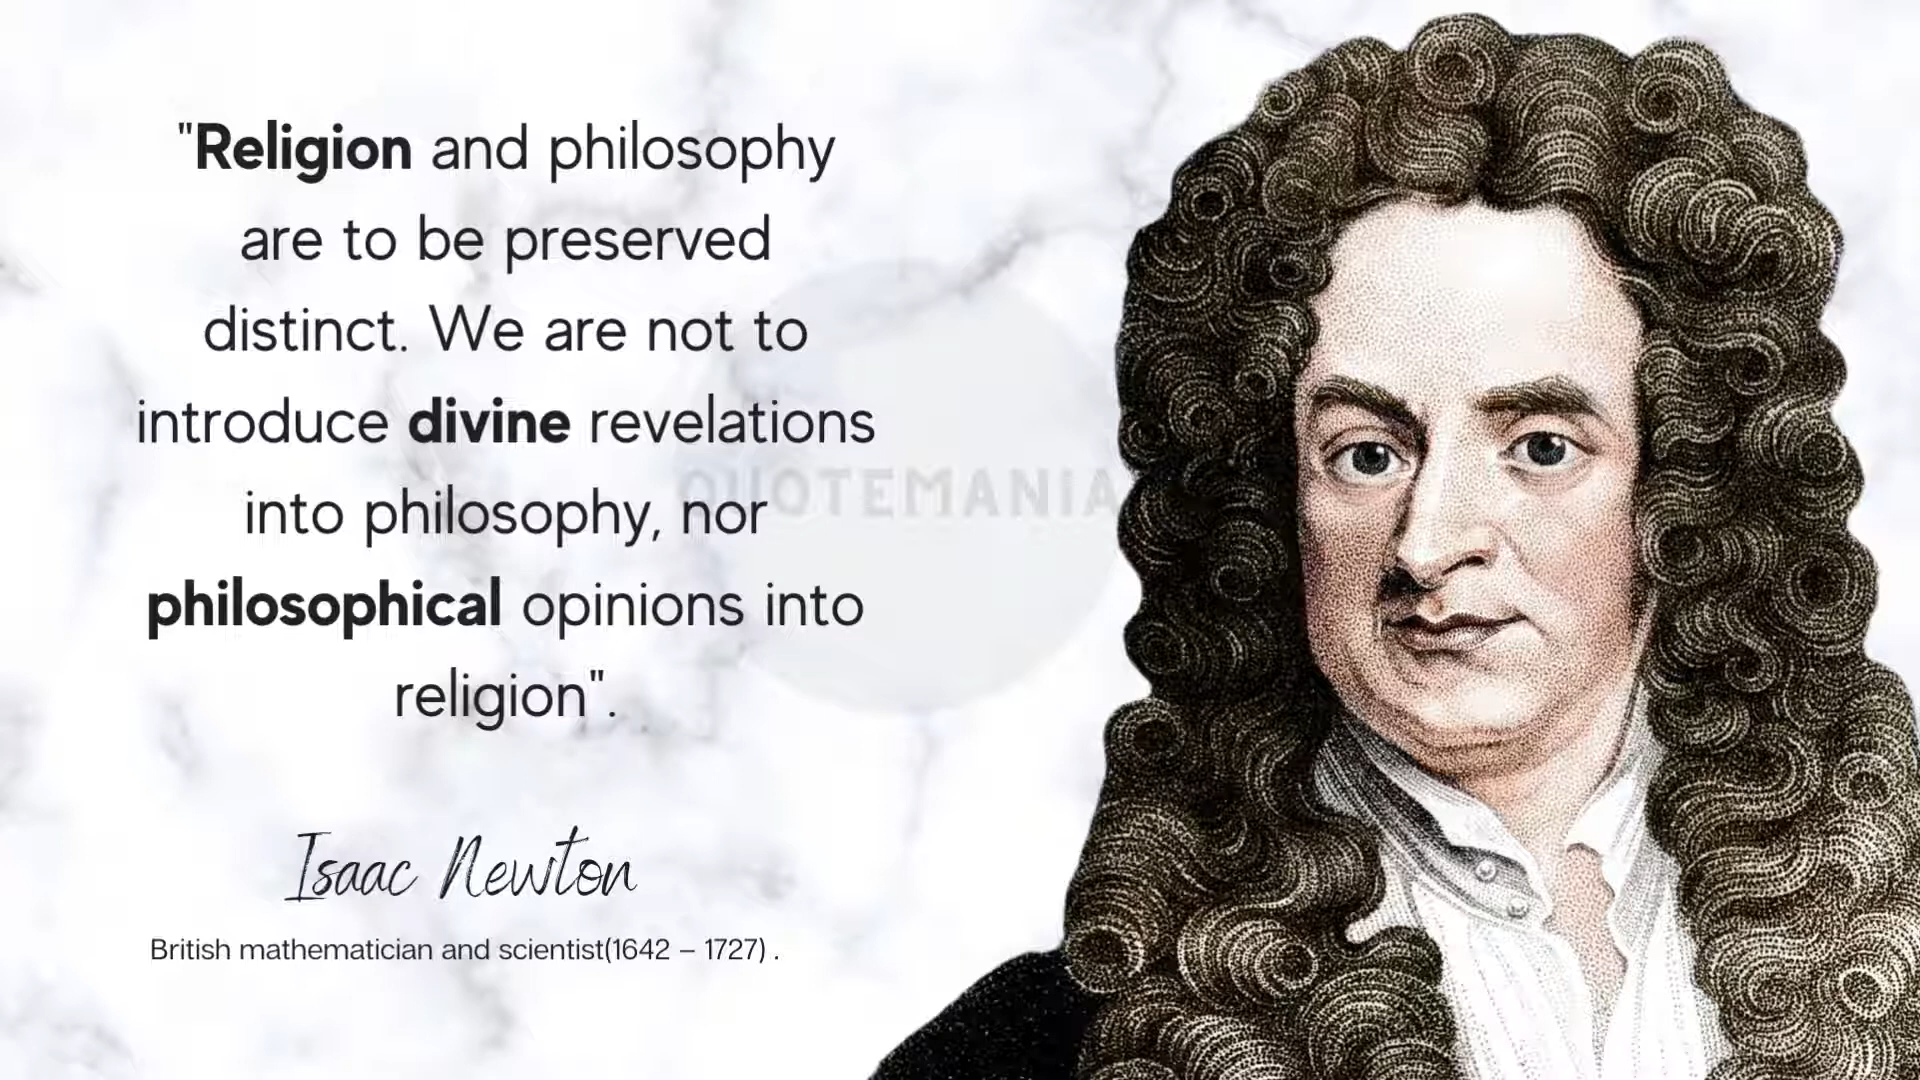 "Religion and philosophy
are to be preserved
distinct. We are not to
introduce divine revelations
into philosophy, nor
philosophical opinions into
religion".
QUOTEMANIA
Isaac Newton
British mathematician and scientist(1642 – 1727) .